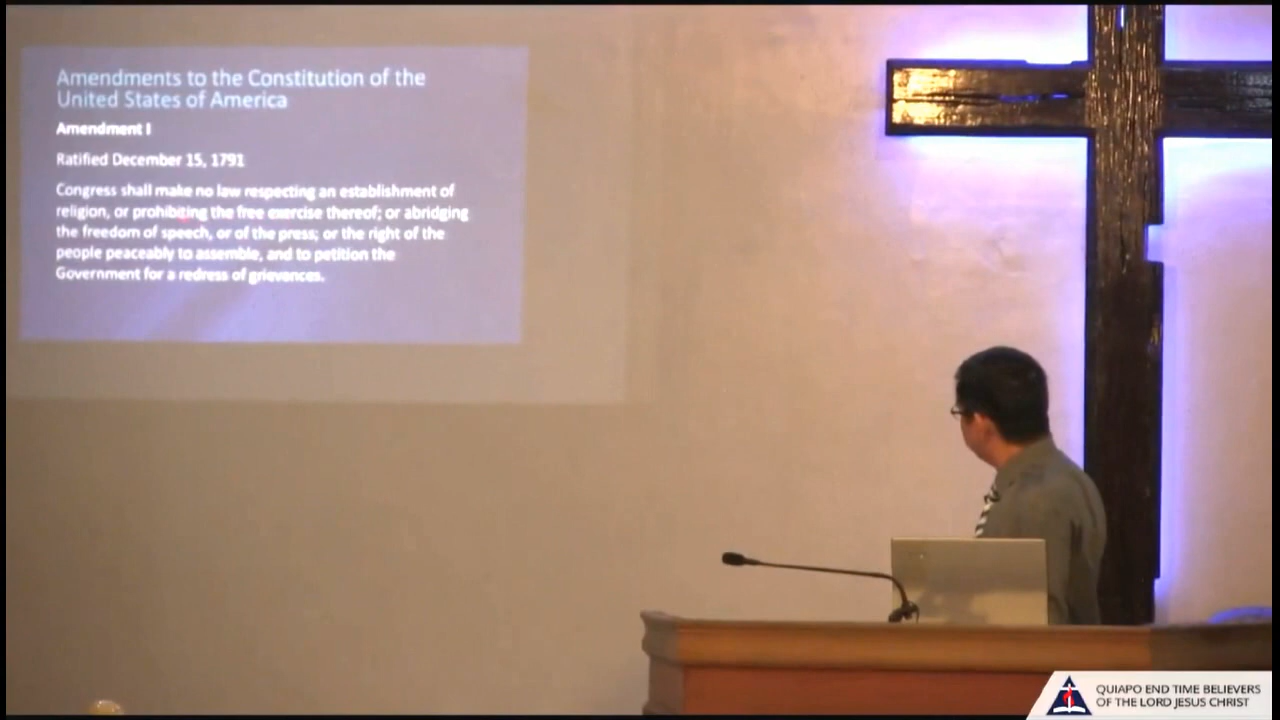 Amendments to the Constitution of the
United States of America
Amendment I
Ratified December 15, 1791
Congress shall make no law respecting an establishment of
religion, or prohibiting the free exercise thereof; or abridging
the freedom of speech, or of the press; or the right of the
people peaceably to assemble, and to petition the
Government for a redress of grievances.
QUIAPO END TIME BELIEVERS
OF THE LORD JESUS CHRIST